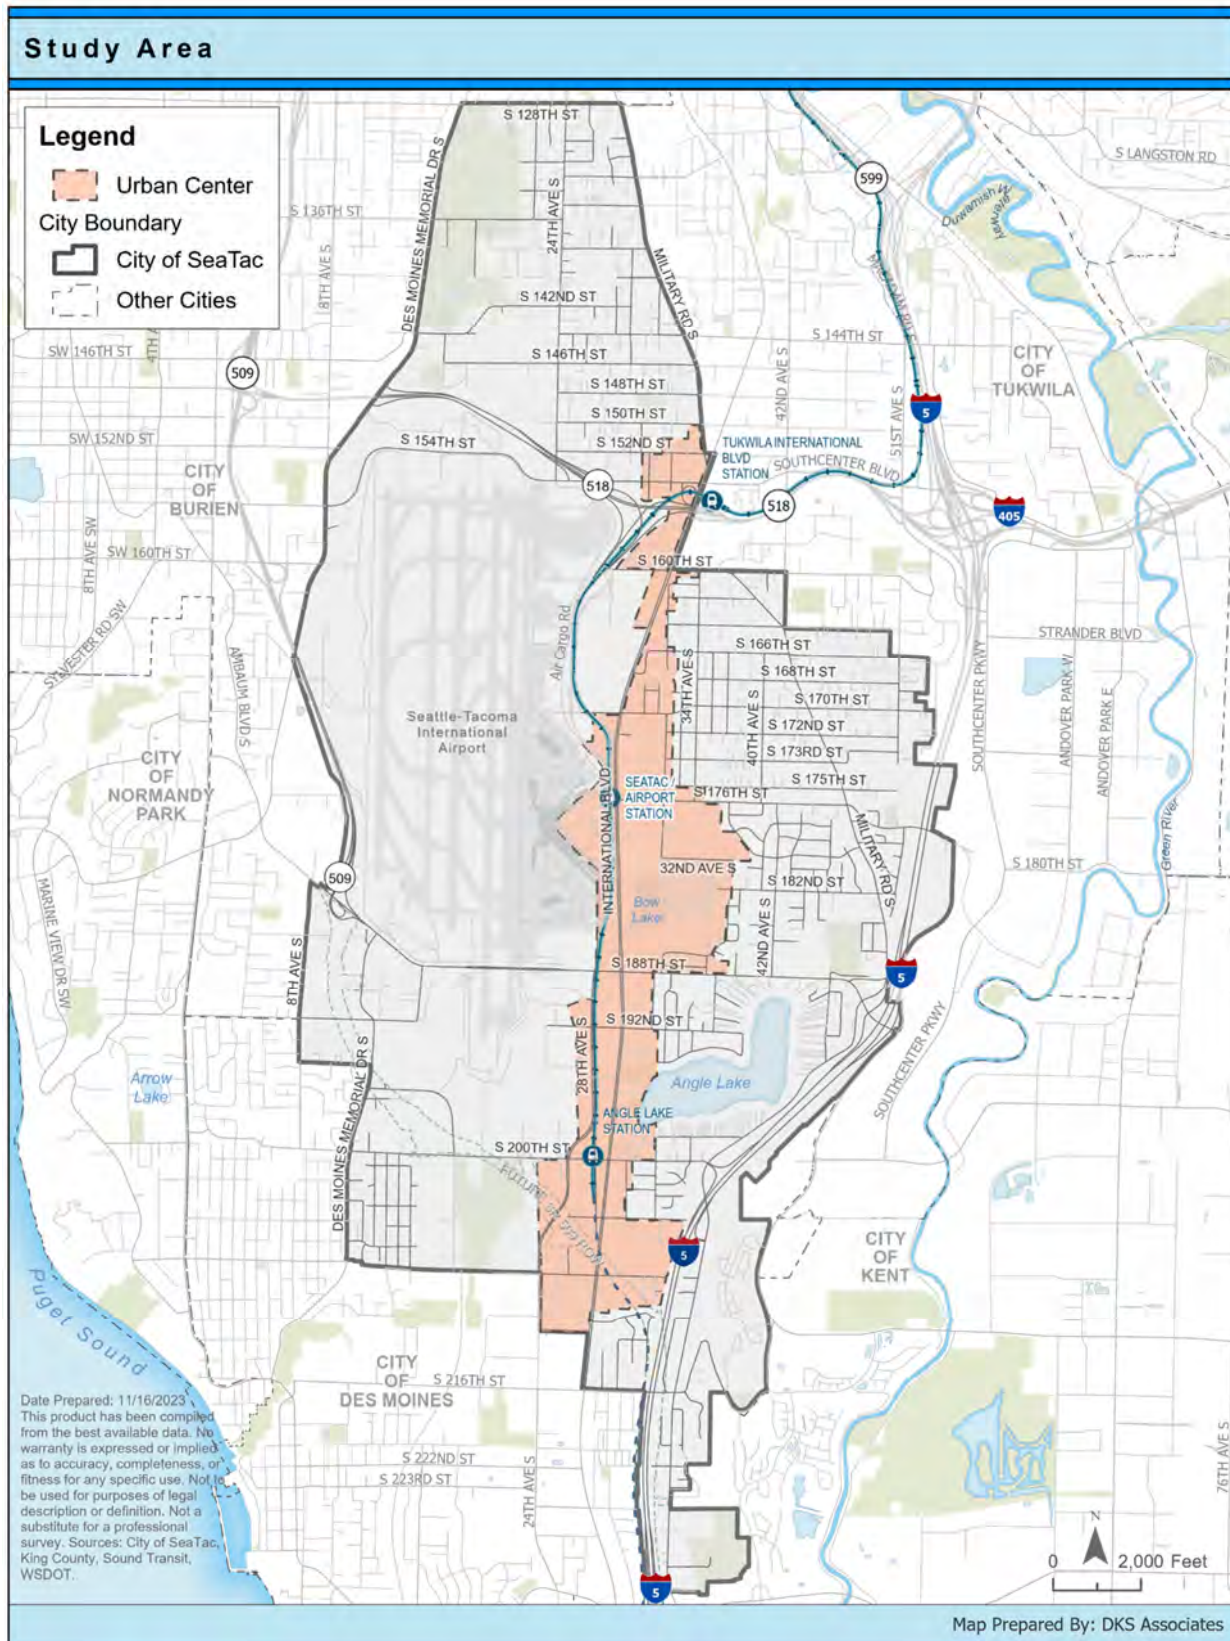 Study Area
Legend
Urban Center
City Boundary
City of SeaTac
Other Cities
S 128TH ST
S LANGSTON RD
599
Duwamish Waterway
DES MOINES MEMORIAL DR S
24TH AVE S
S 136TH ST
8TH AVE S
MILITARY RD S
S 142ND ST
S 144TH ST
SW 146TH ST
S 146TH ST
CITY
OF
TUKWILA
509
S 148TH ST
42ND AVE S
51ST AVE S
5
S 150TH ST
SW 152ND ST
S 154TH ST
S 152ND ST
TUKWILA INTERNATIONAL
BLVD
STATION
SOUTHCENTER BLVD
CITY
OF
BURIEN
518
518
405
8TH AVE SW
SW 160TH ST
S 160TH ST
SYLVESTER RD SW
Air Cargo Rd
STRANDER BLVD
AMBAUM BLVD S
34TH AVE S
S 166TH ST
S 168TH ST
S 170TH ST
40TH AVE S
S 172ND ST
S 173RD ST
S 175TH ST
SOUTHCENTER PKWY
ANDOVER PARK W
ANDOVER PARK E
Seattle-Tacoma
International
Airport
CITY
OF
NORMANDY
PARK
INTERNATIONAL BLVD
SEATAC /
AIRPORT
STATION
S 176TH ST
MILITARY RD S
Green River
S 180TH ST
32ND AVE S
S 182ND ST
509
MARINE VIEW DR SW
Bow
Lake
42ND AVE S
8TH AVE S
S 188TH ST
5
S 192ND ST
28TH AVE S
SOUTHCENTER PKWY
Arrow
Lake
DES MOINES MEMORIAL DR S
Angle Lake
ANGLE LAKE
STATION
S 200TH ST
FUTURE SR 509 ROW
5
CITY
OF
KENT
Puget Sound
CITY
OF
DES MOINES
S 216TH ST
Date Prepared: 11/16/2023
This product has been compiled
from the best available data. No
warranty is expressed or implied
as to accuracy, completeness, or
fitness for any specific use. Not to
be used for purposes of legal
description or definition. Not a
substitute for a professional
survey. Sources: City of SeaTac,
King County, Sound Transit,
WSDOT.
S 222ND ST
S 223RD ST
24TH AVE S
76TH AVE S
N
0 2,000 Feet
5
Map Prepared By: DKS Associates